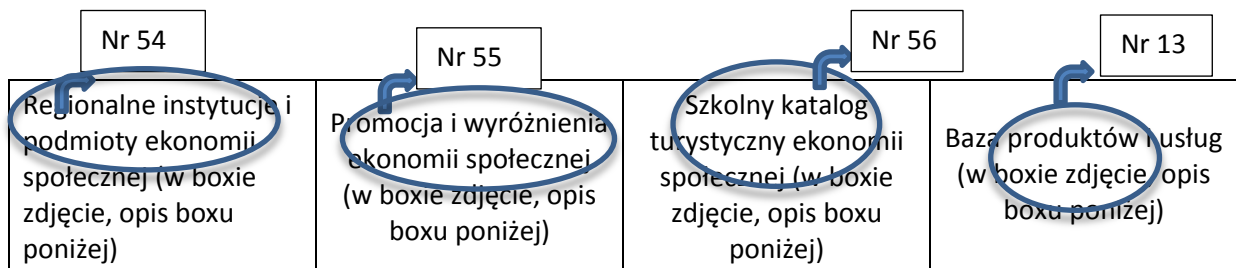 Nr 54
Nr 55
Nr 56
Nr 13
Regionalne instytucje i
podmioty ekonomii
społecznej (w boxie
zdjęcie, opis boxu
poniżej)
Promocja i wyróżnienia
ekonomii społecznej
(w boxie zdjęcie, opis
boxu poniżej)
Szkolny katalog
turystyczny ekonomii
społecznej (w boxie
zdjęcie, opis boxu
poniżej)
Baza produktów i usług
(w boxie zdjęcie, opis
boxu poniżej)